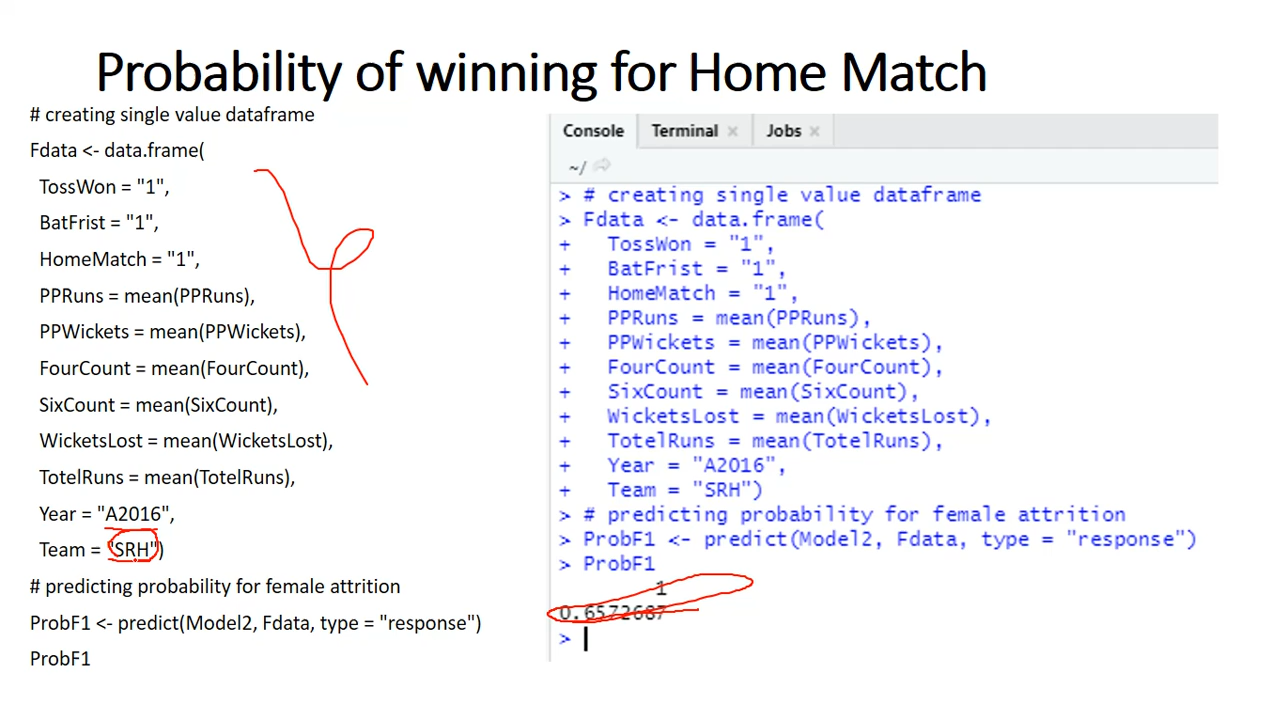 Probability of winning for Home Match
# creating single value dataframe
Fdata <- data.frame(
TossWon = "1",
BatFrist = "1",
HomeMatch = "1",
PPRuns = mean(PPRuns),
PPWickets = mean(PPWickets),
FourCount = mean(FourCount),
SixCount = mean(SixCount),
WicketsLost = mean(WicketsLost),
TotelRuns = mean(TotelRuns),
Year = "A2016",
Team = "SRH")
# predicting probability for female attrition
ProbF1 <- predict(Model2, Fdata, type = "response")
ProbF1
Console Terminal × Jobs ×
~/
> # creating single value dataframe
> Fdata <- data.frame(
+ TossWon = "1",
+ BatFrist = "1",
+ HomeMatch = "1",
+ PPRuns = mean(PPRuns),
+ PPWickets = mean(PPWickets),
+ FourCount = mean(FourCount),
+ SixCount = mean(SixCount),
+ WicketsLost = mean(WicketsLost),
+ TotelRuns = mean(TotelRuns),
+ Year = "A2016",
+ Team = "SRH")
> # predicting probability for female attrition
> ProbF1 <- predict(Model2, Fdata, type = "response")
> ProbF1
1
0.6572687
>